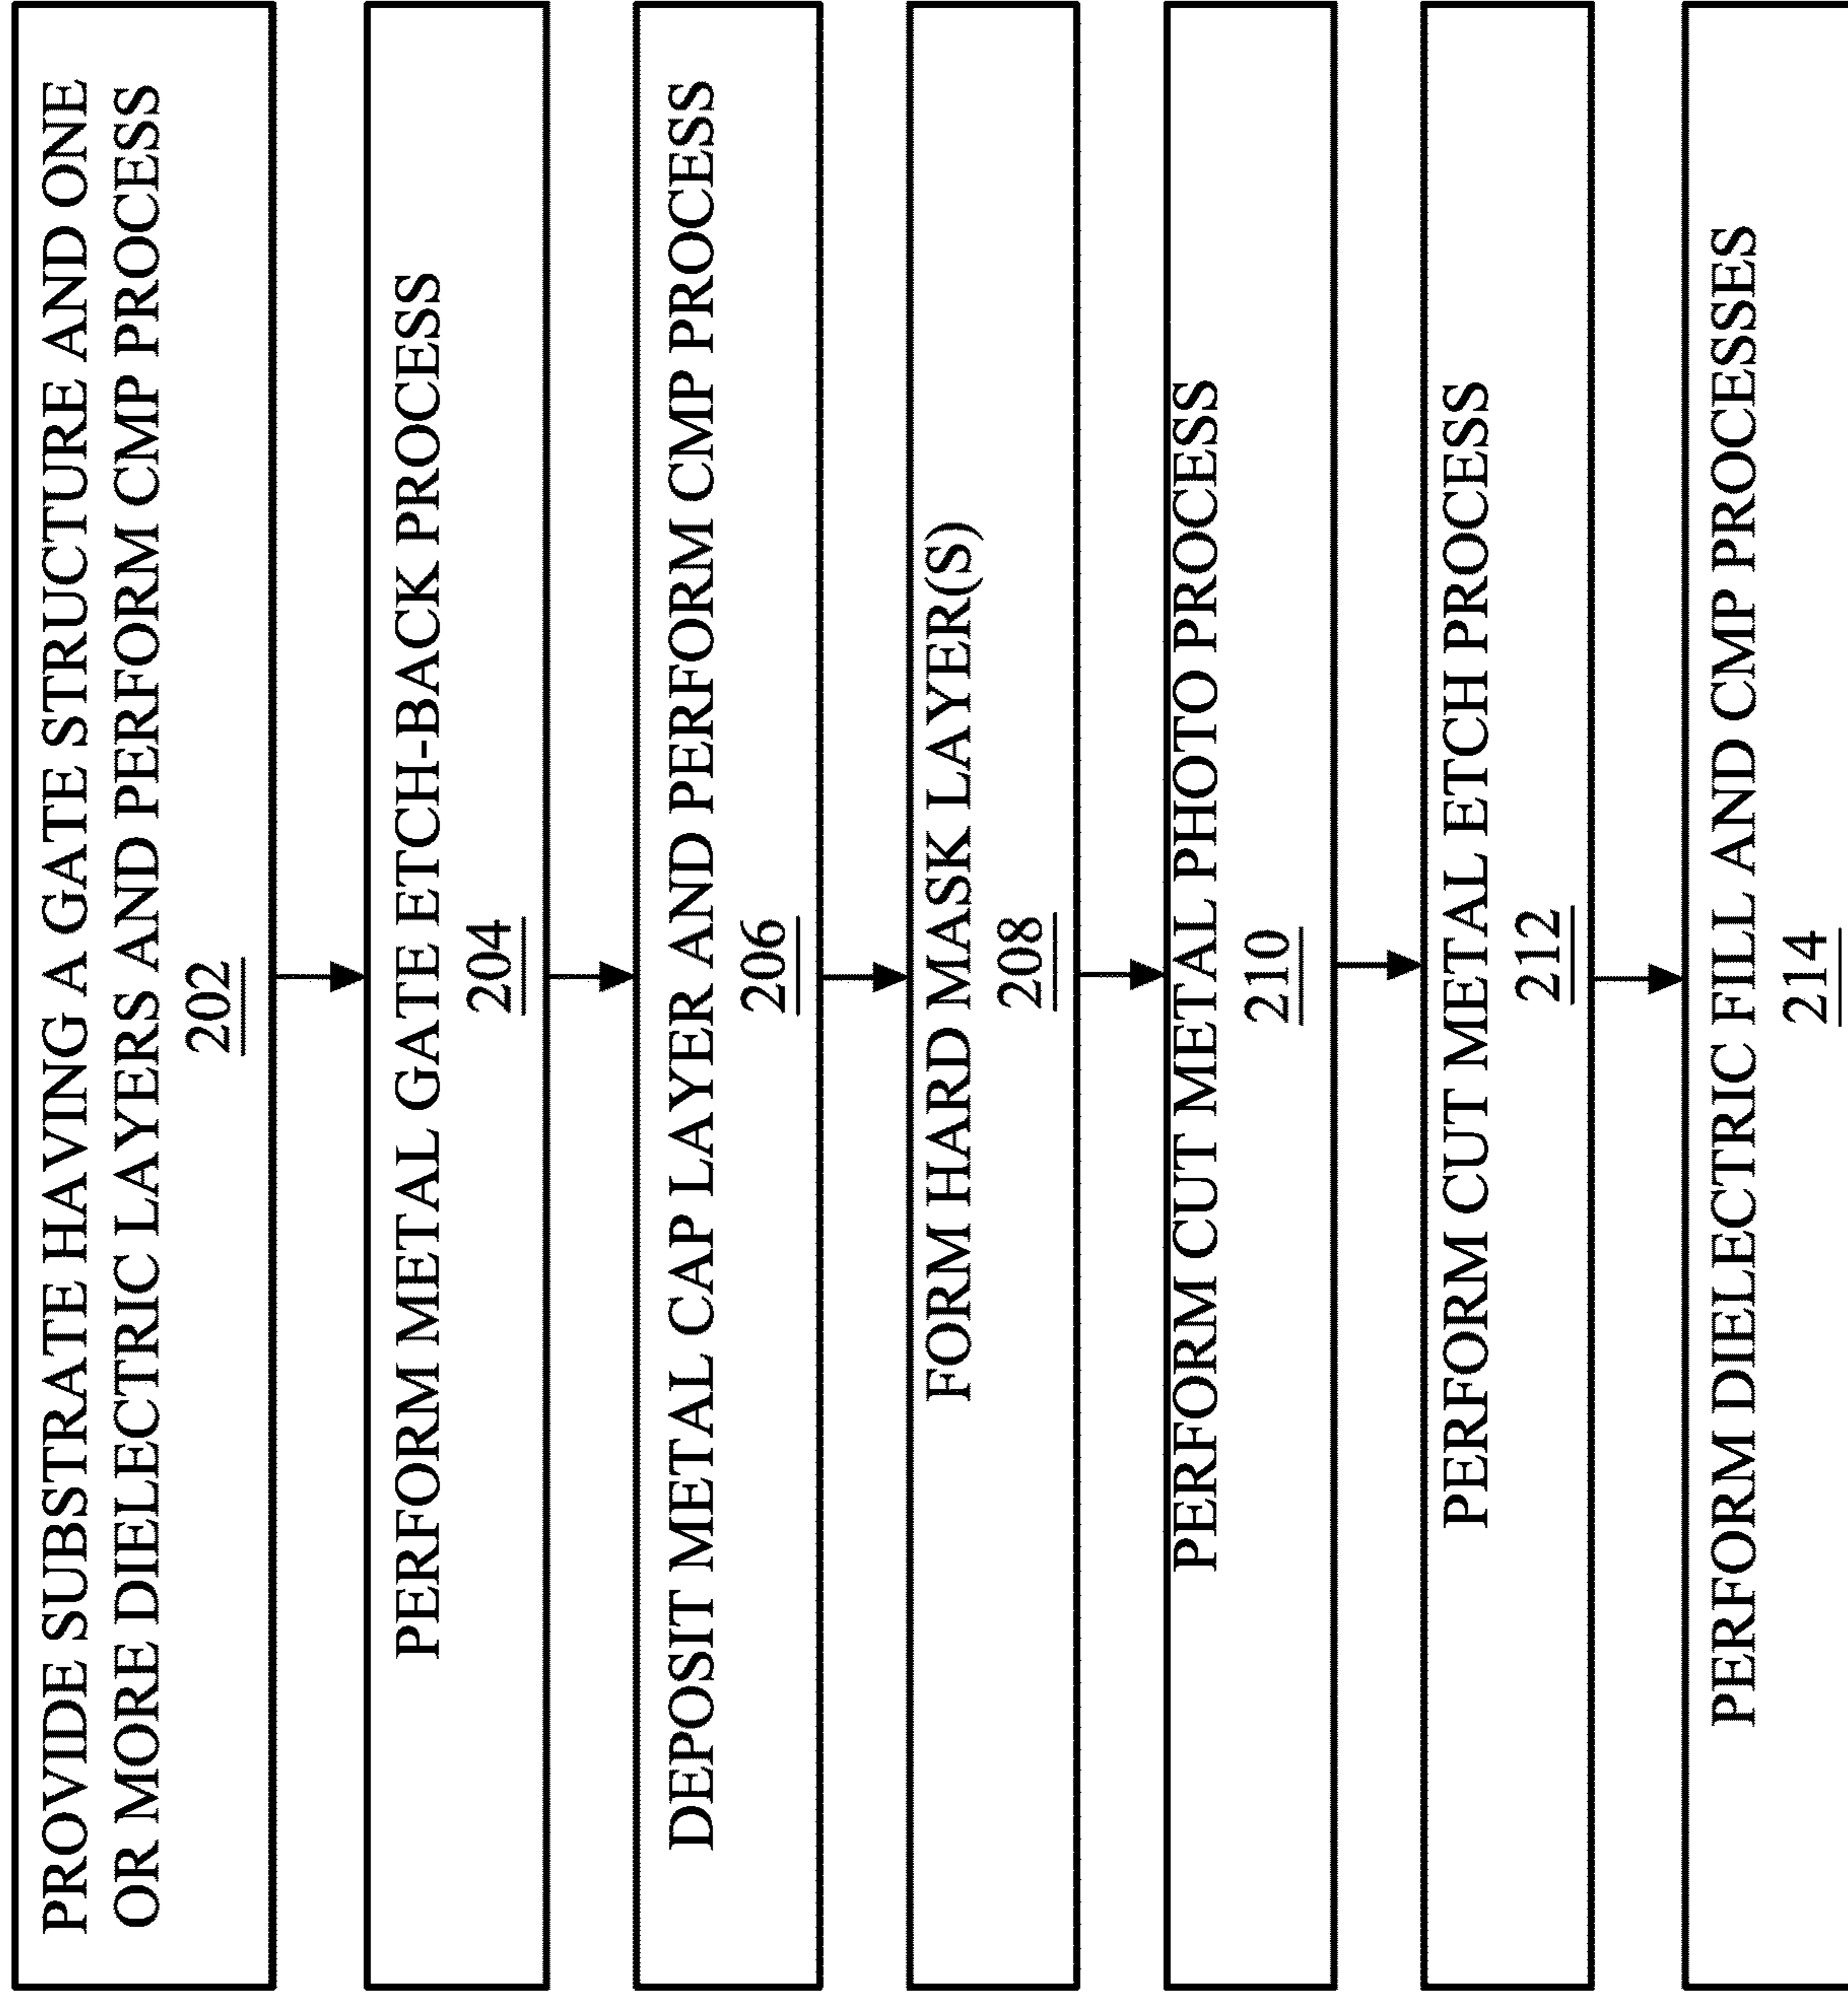 PROVIDE SUBSTRATE HAVING A GATE STRUCTURE AND ONE
OR MORE DIELECTRIC LAYERS AND PERFORM CMP PROCESS
202
PERFORM METAL GATE ETCH-BACK PROCESS
204
DEPOSIT METAL CAP LAYER AND PERFORM CMP PROCESS
206
FORM HARD MASK LAYER(S)
208
PERFORM CUT METAL PHOTO PROCESS
210
PERFORM CUT METAL ETCH PROCESS
212
PERFORM DIELECTRIC FILL AND CMP PROCESSES
214